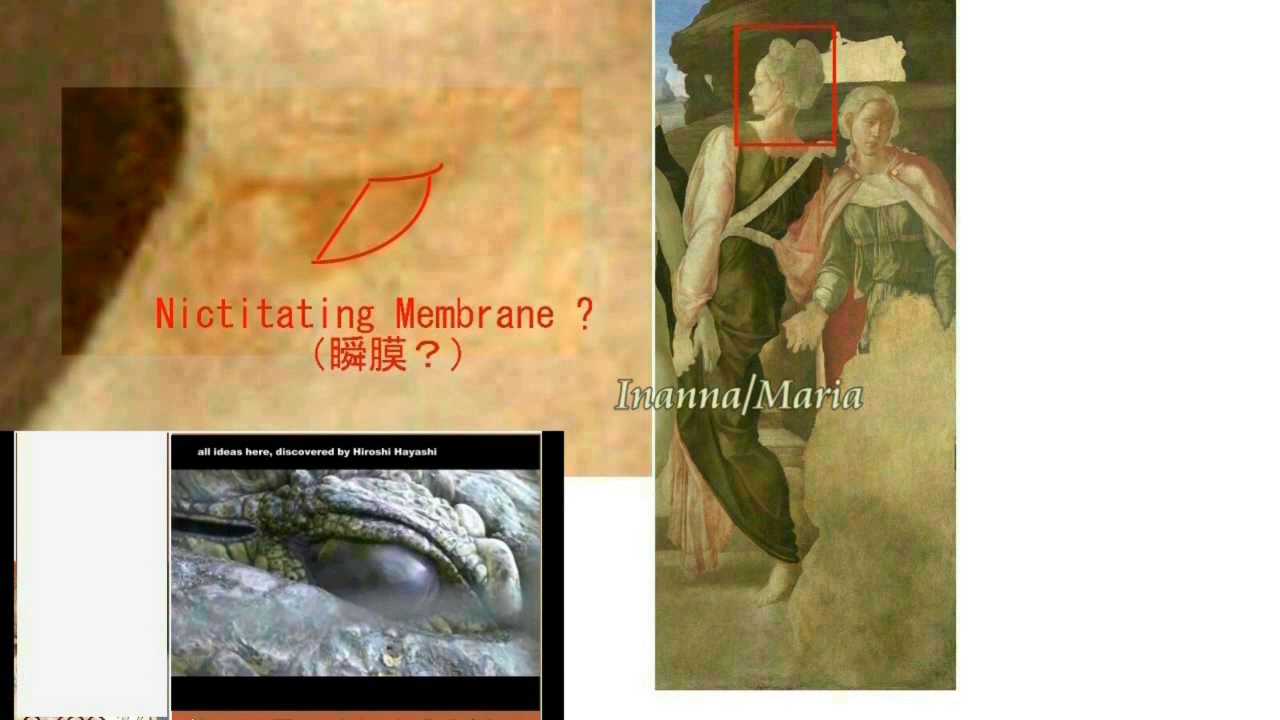 Nictitating Membrane ?
(瞬膜？)
Inanna/Maria
all ideas here, discovered by Hiroshi Hayashi